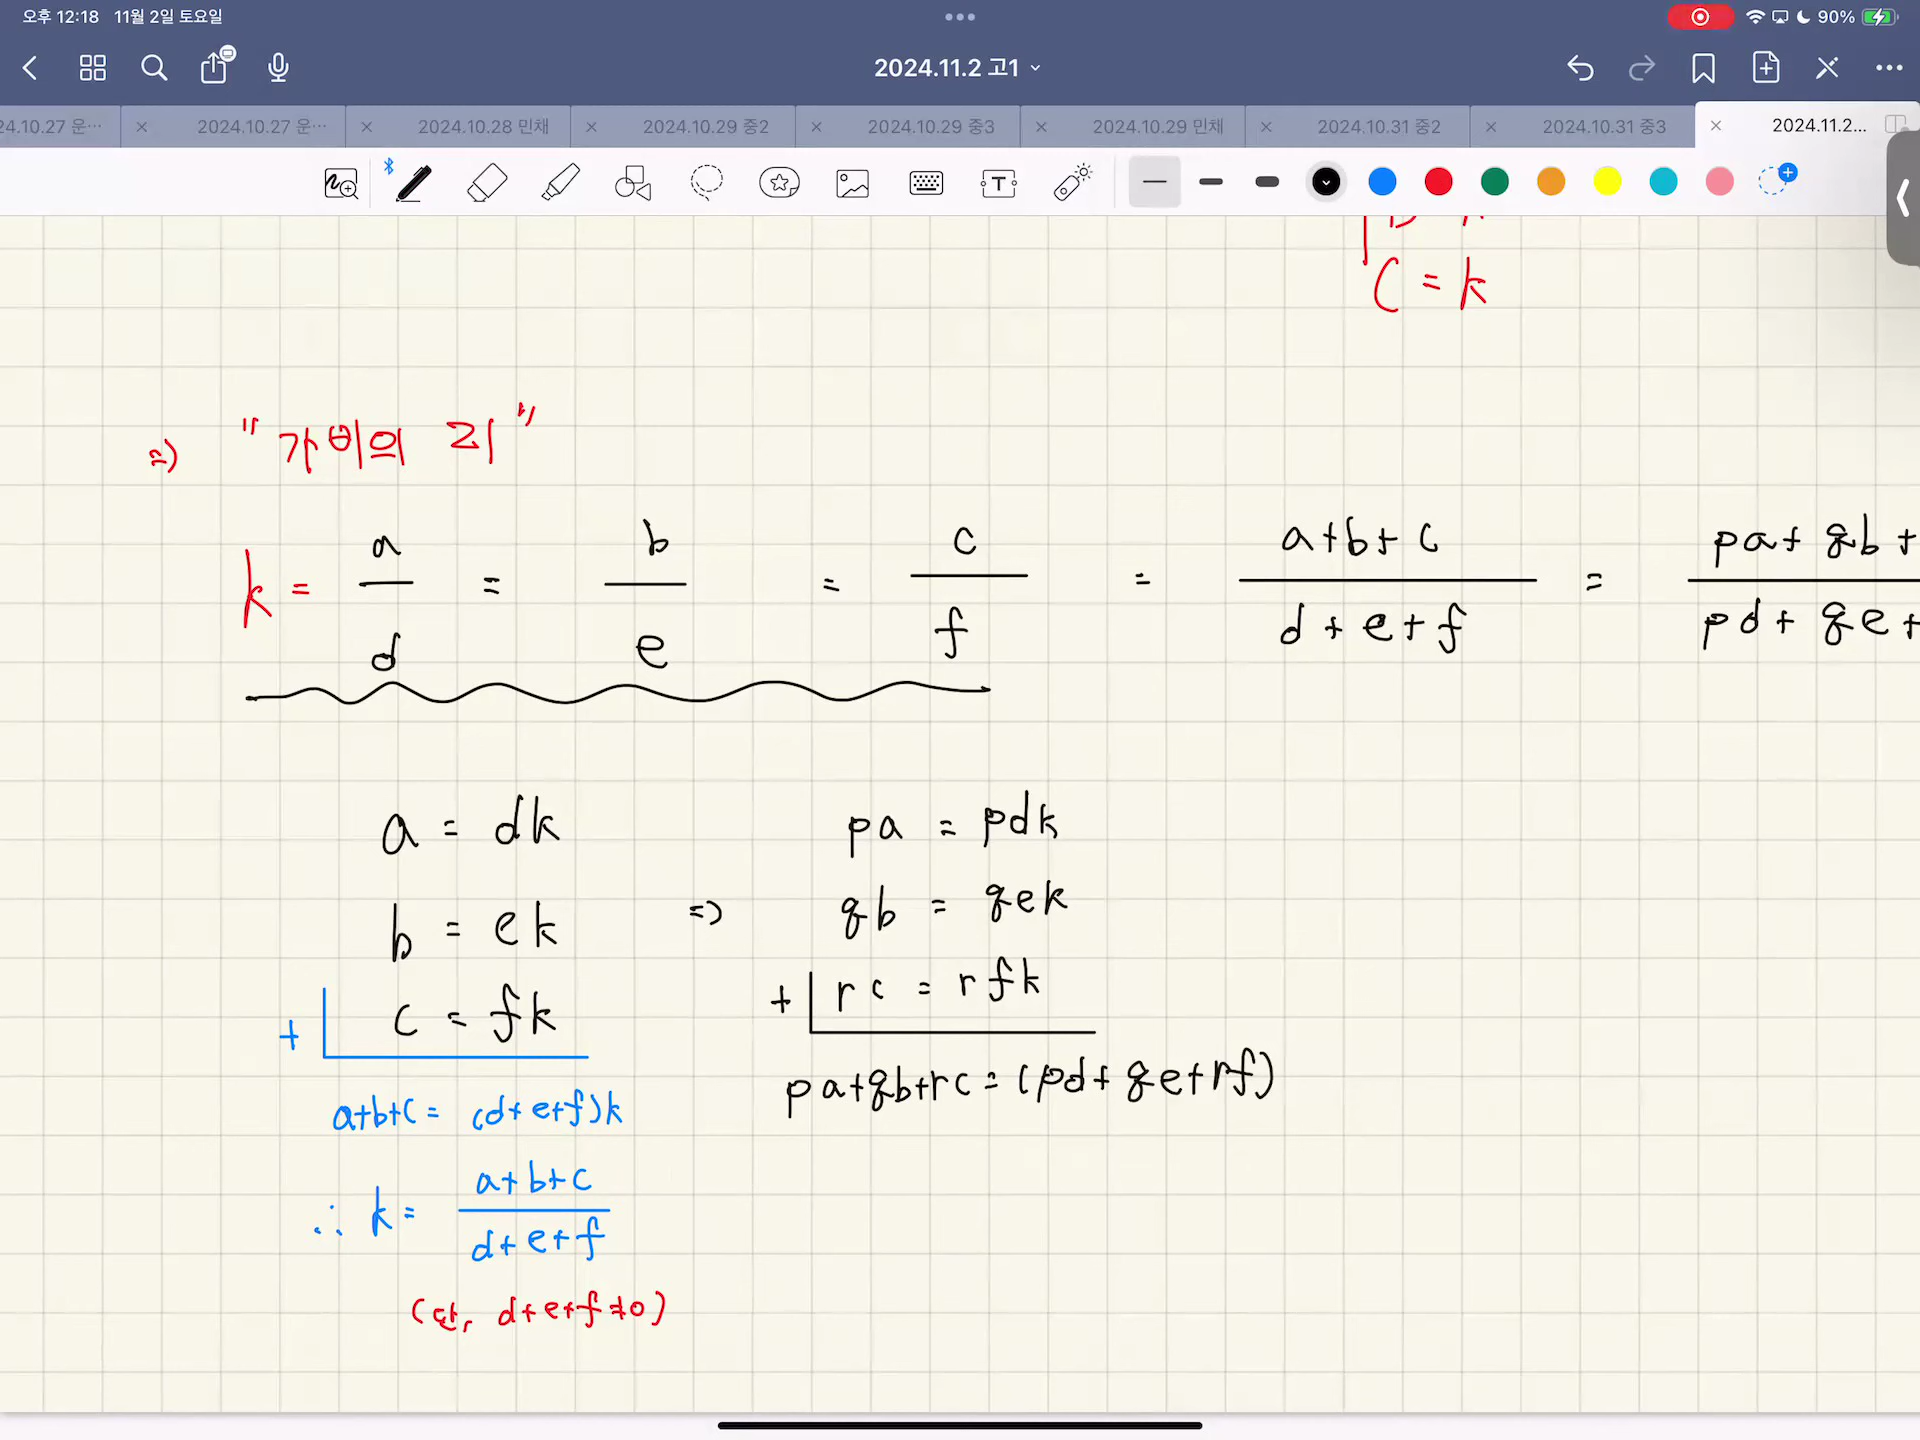 오후 12:18 11월 2일 토요일
90%
2024.11.2 고1
24.10.27 운…
2024.10.27 운…
2024.10.28 민채
2024.10.29 중2
2024.10.29 중3
2024.10.29 민채
2024.10.31 중2
2024.10.31 중3
2024.11.2...
C = k
⇒) "가비의 리"
k = a/d = b/e = c/f = a+b+c/d+e+f = pa+qb+/pd+qe+
a = dk
b = ek
+ c = fk
a+b+c = (d+e+f)k
∴ k = a+b+c/d+e+f
(단, d+e+f≠0)
⇒ pa = pdk
qb = qek
+ rc = rfk
pa+qb+rc = (pd+qe+rf)